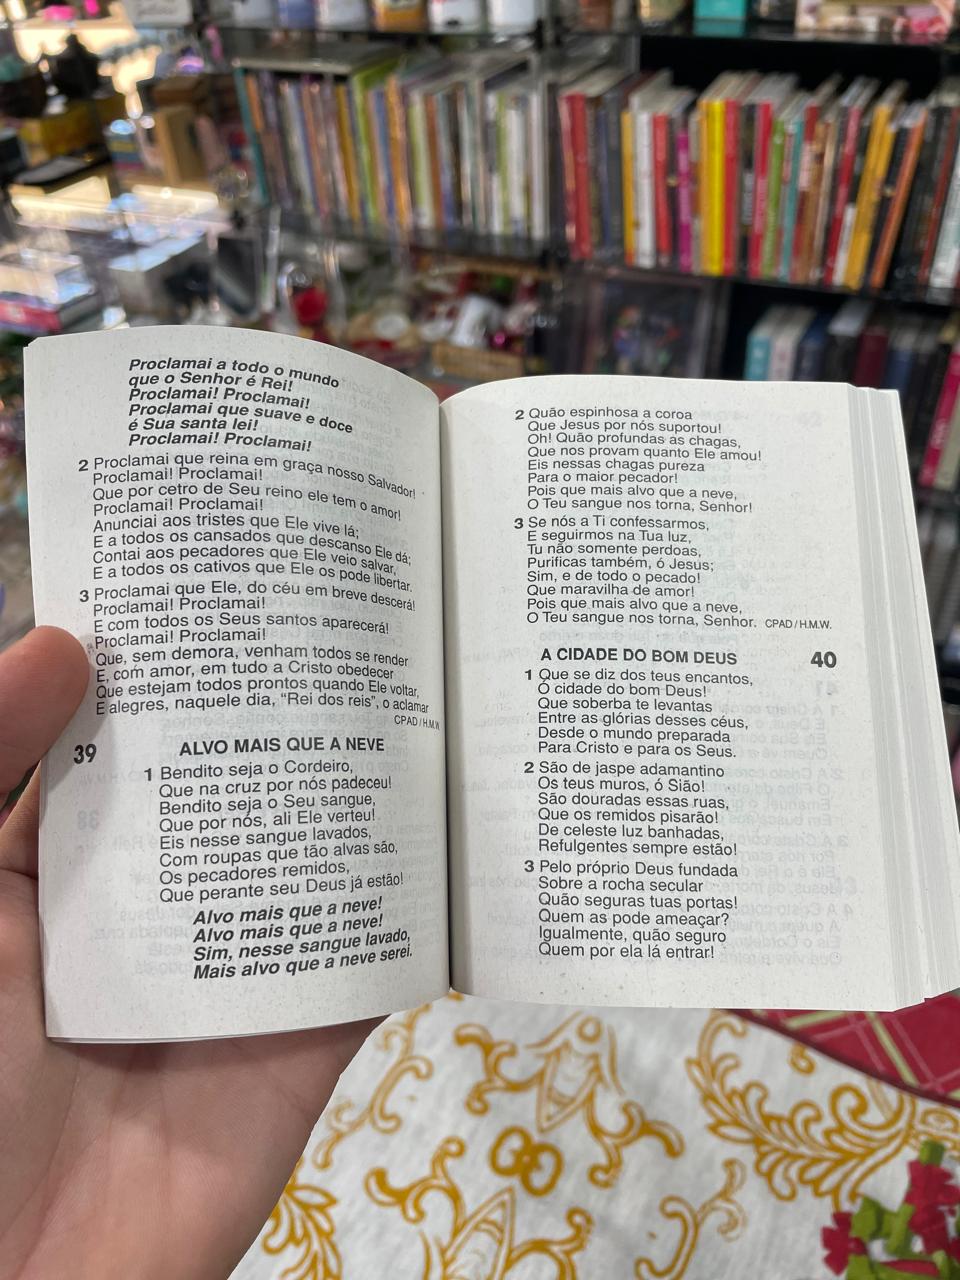 Proclamai a todo o mundo
que o Senhor é Rei!
Proclamai! Proclamai!
Proclamai que suave e doce
é Sua santa lei!
Proclamai! Proclamai!
2 Proclamai que reina em graça nosso Salvador!
Proclamai! Proclamai!
Que por cetro de Seu reino ele tem o amor!
Proclamai! Proclamai!
Anunciai aos tristes que Ele vive lá;
E a todos os cansados que descanso Ele dá;
Contai aos pecadores que Ele veio salvar,
E a todos os cativos que Ele os pode libertar.
3 Proclamai que Ele, do céu em breve descerá!
Proclamai! Proclamai!
E com todos os Seus santos aparecerá!
Proclamai! Proclamai!
Que, sem demora, venham todos se render
E, com amor, em tudo a Cristo obedecer
Que estejam todos prontos quando Ele voltar,
E alegres, naquele dia, “Rei dos reis”, o aclamar
CPAD/H.M.W
39 ALVO MAIS QUE A NEVE
1 Bendito seja o Cordeiro,
Que na cruz por nós padeceu!
Bendito seja o Seu sangue,
Que por nós, ali Ele verteu!
Eis nesse sangue lavados,
Com roupas que tão alvas são,
Os pecadores remidos,
Que perante seu Deus já estão!
Alvo mais que a neve!
Alvo mais que a neve!
Sim, nesse sangue lavado,
Mais alvo que a neve serei.
2 Quão espinhosa a coroa
Que Jesus por nós suportou!
Oh! Quão profundas as chagas,
Que nos provam quanto Ele amou!
Eis nessas chagas pureza
Para o maior pecador!
Pois que mais alvo que a neve,
O Teu sangue nos torna, Senhor!
3 Se nós a Ti confessarmos,
E seguirmos na Tua luz,
Tu não somente perdoas,
Purificas também, ó Jesus;
Sim, e de todo o pecado!
Que maravilha de amor!
Pois que mais alvo que a neve,
O Teu sangue nos torna, Senhor. CPAD/H.M.W.
A CIDADE DO BOM DEUS 40
1 Que se diz dos teus encantos,
Ó cidade do bom Deus!
Que soberba te levantas
Entre as glórias desses céus,
Desde o mundo preparada
Para Cristo e para os Seus.
2 São de jaspe adamantino
Os teus muros, ó Sião!
São douradas essas ruas,
Que os remidos pisarão!
De celeste luz banhadas,
Refulgentes sempre estão!
3 Pelo próprio Deus fundada
Sobre a rocha secular
Quão seguras tuas portas!
Quem as pode ameaçar?
Igualmente, quão seguro
Quem por ela lá entrar!